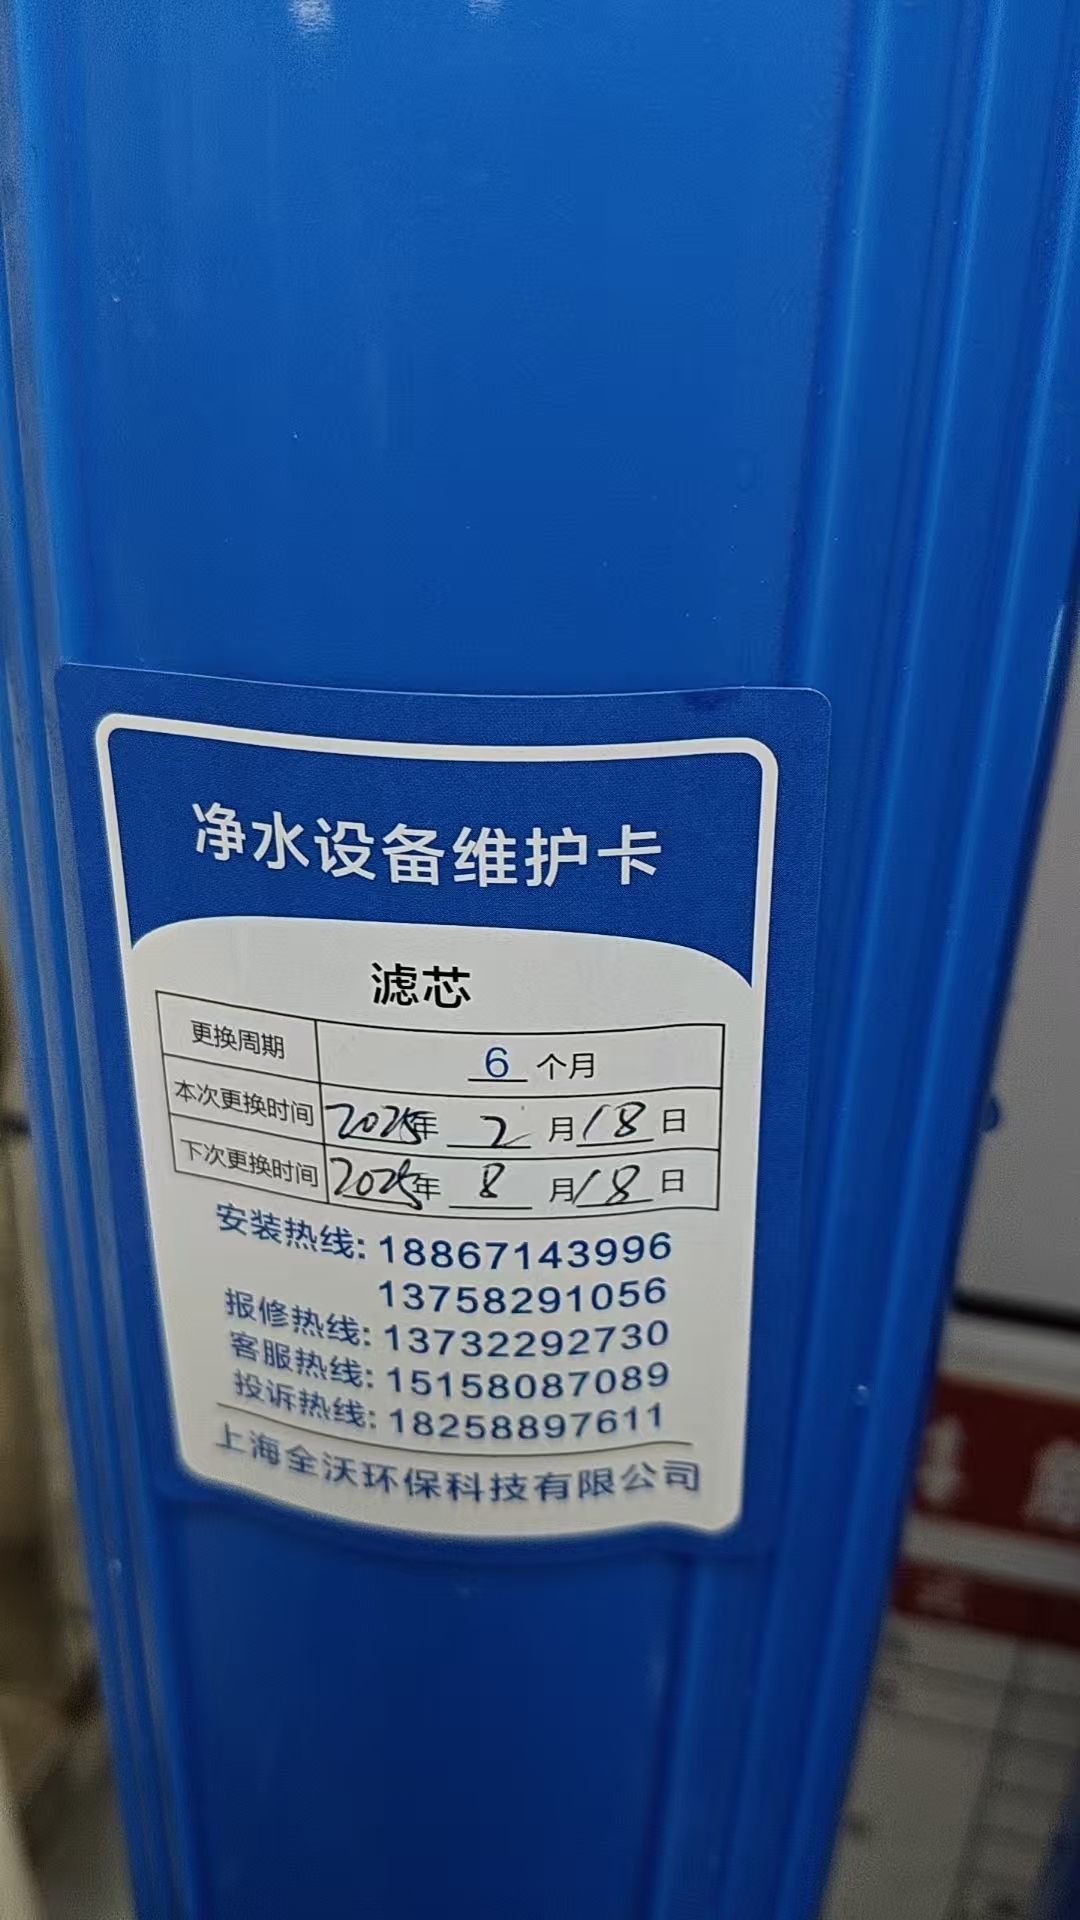 净水设备维护卡
滤芯
更换周期 6 个月
本次更换时间 2025年 2 月 18 日
下次更换时间 2025年 8 月 18 日
安装热线: 18867143996
13758291056
报修热线: 13732292730
客服热线: 15158087089
投诉热线: 18258897611
上海全沃环保科技有限公司